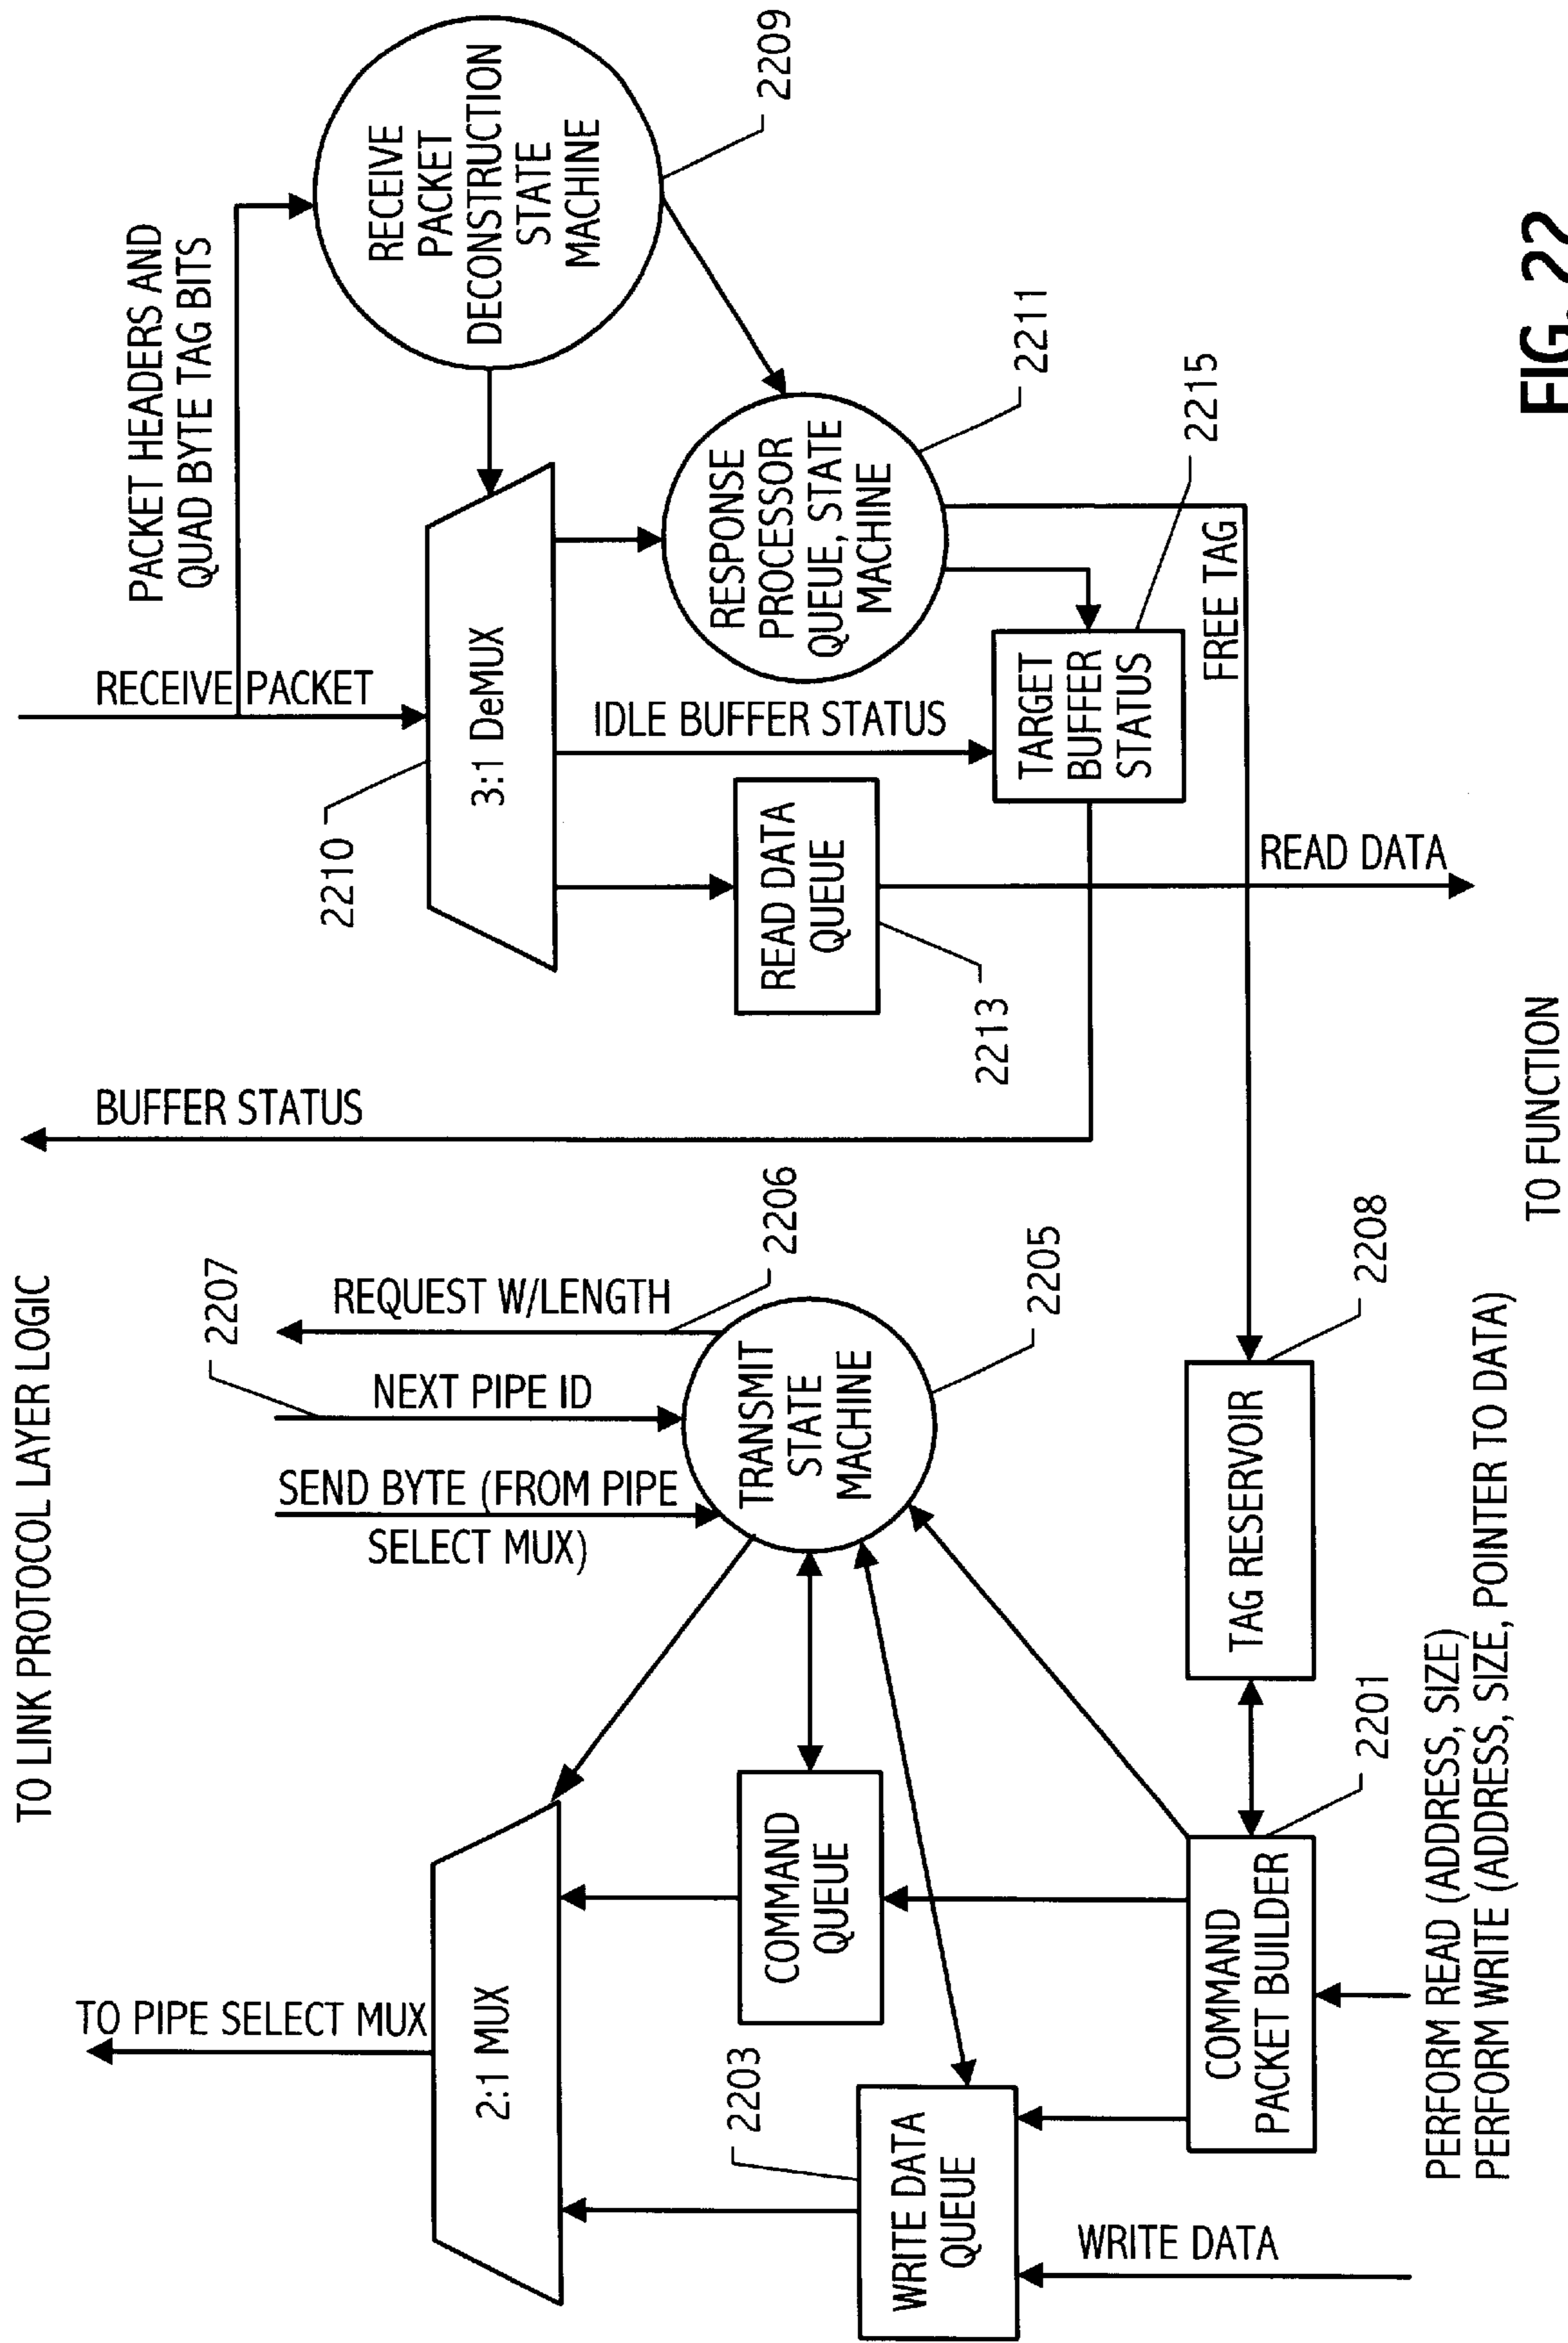 TO LINK PROTOCOL LAYER LOGIC
TO PIPE SELECT MUX
2:1 MUX
2203
WRITE DATA
QUEUE
WRITE DATA
COMMAND
QUEUE
COMMAND
PACKET BUILDER
2201
PERFORM READ (ADDRESS, SIZE)
PERFORM WRITE (ADDRESS, SIZE, POINTER TO DATA)
SEND BYTE (FROM PIPE
SELECT MUX)
NEXT PIPE ID
2207
REQUEST W/LENGTH
2206
TRANSMIT
STATE
MACHINE
2205
TAG RESERVOIR
2208
BUFFER STATUS
RECEIVE PACKET
PACKET HEADERS AND
QUAD BYTE TAG BITS
2210
3:1 DeMUX
RECEIVE
PACKET
DECONSTRUCTION
STATE
MACHINE
2209
READ DATA
QUEUE
2213
IDLE BUFFER STATUS
RESPONSE
PROCESSOR
QUEUE, STATE
MACHINE
2211
TARGET
BUFFER
STATUS
2215
FREE TAG
READ DATA
TO FUNCTION
FIG. 22